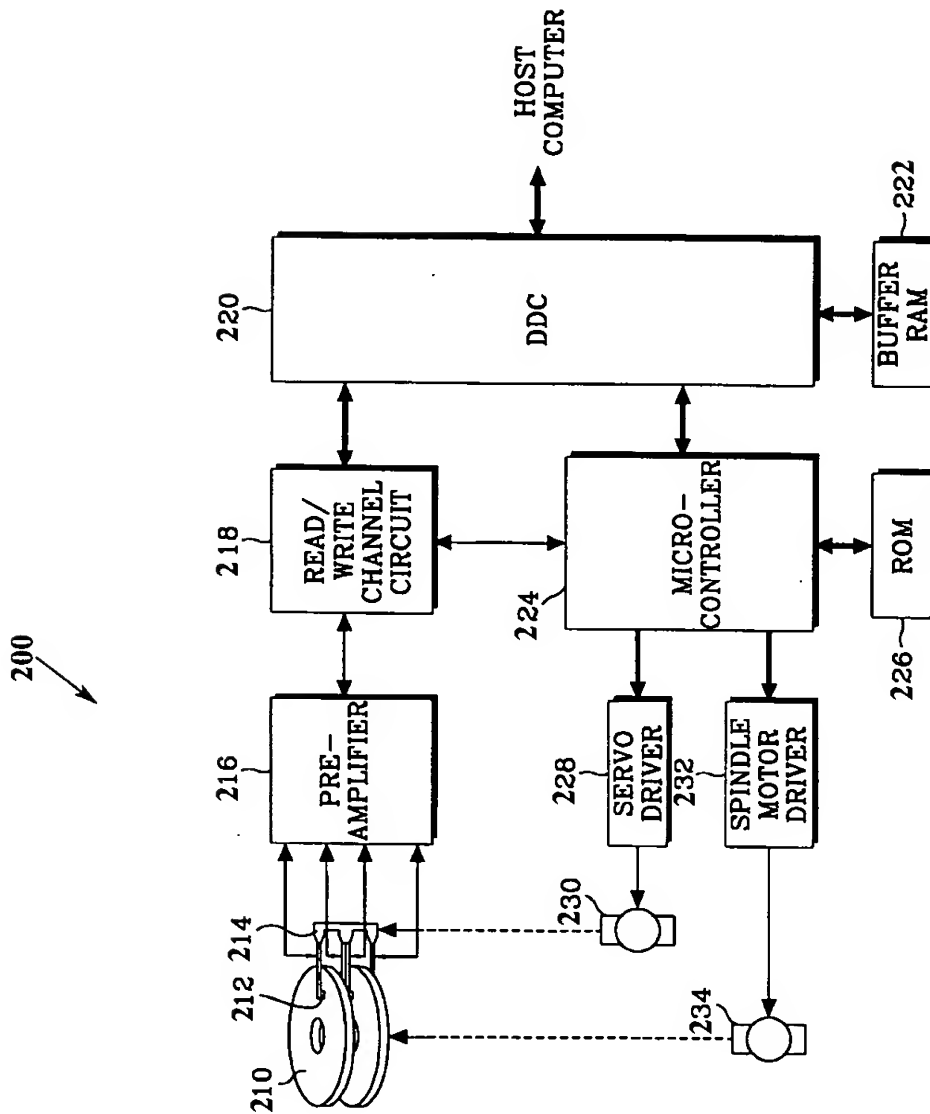 200
210
212
214
216
PRE-
AMPLIFIER
218
READ/
WRITE
CHANNEL
CIRCUIT
220
DDC
HOST
COMPUTER
222
BUFFER
RAM
224
MICRO-
CONTROLLER
226
ROM
228
SERVO
DRIVER
230
232
SPINDLE
MOTOR
DRIVER
234